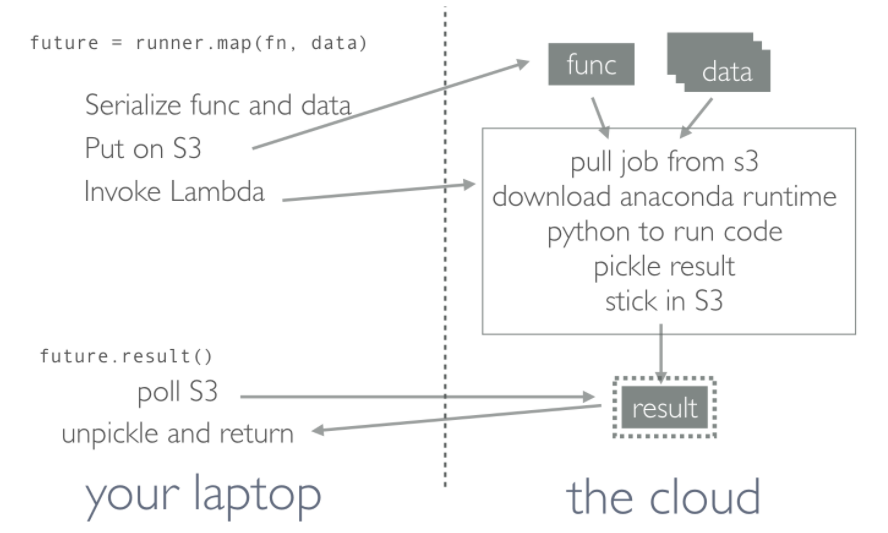 future = runner.map(fn, data)
Serialize func and data
Put on S3
Invoke Lambda
func
data
pull job from s3
download anaconda runtime
python to run code
pickle result
stick in S3
future.result()
poll S3
unpickle and return
result
your laptop
the cloud